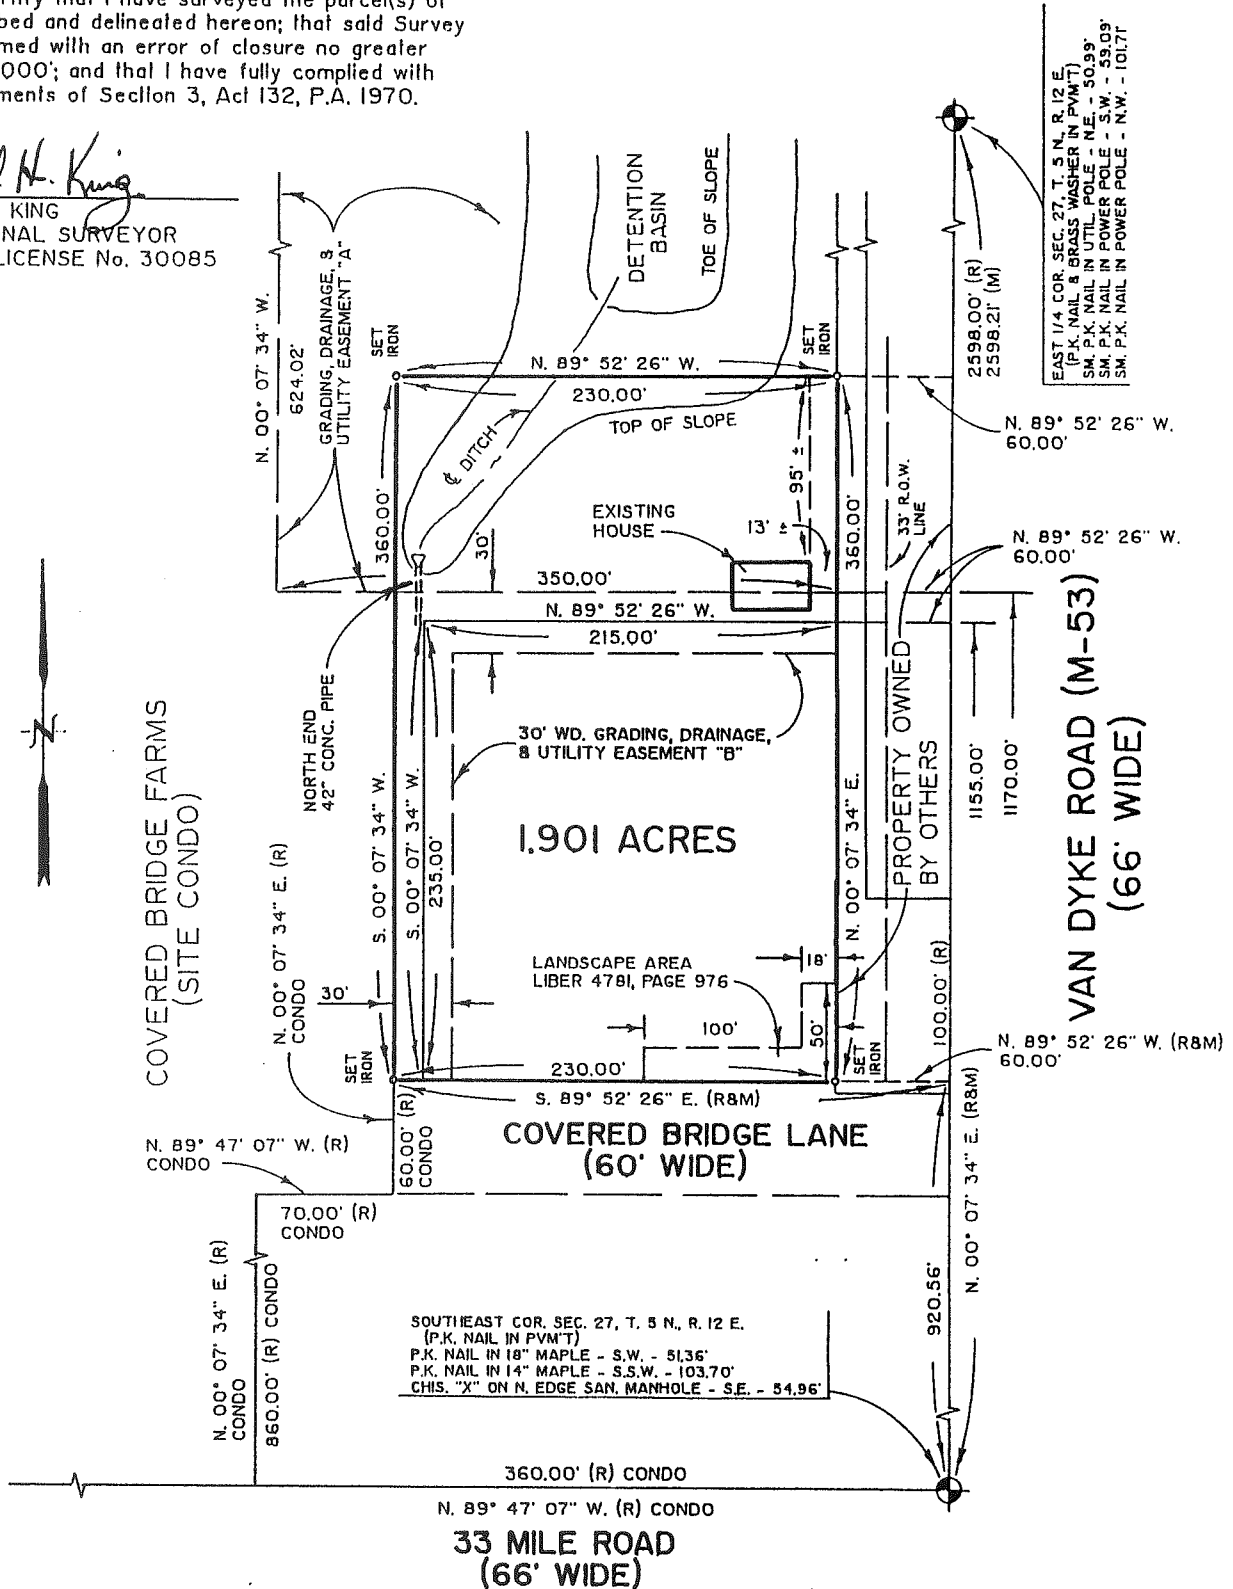 that I have surveyed the parcel(s) of
and delineated hereon; that said Survey
with an error of closure no greater
000'; and that I have fully complied with
of Section 3, Act 132, P.A. 1970.
H. King
KING
SURVEYOR
LICENSE No. 30085
N. 00° 07' 34" W.
624.02'
GRADING, DRAINAGE, &
UTILITY EASEMENT "A"
SET
IRON
DETENTION
BASIN
TOE OF SLOPE
SET
IRON
2598.00' (R)
2598.21' (M)
EAST 1/4 COR. SEC. 27, T. 5 N., R. 12 E.
(P.K. NAIL & BRASS WASHER IN PVM'T)
SM. P.K. NAIL IN UTIL. POLE - N.E. - 50.99'
SM. P.K. NAIL IN POWER POLE - S.W. - 59.09'
SM. P.K. NAIL IN POWER POLE - N.W. - 101.71'
N. 89° 52' 26" W.
230.00'
TOP OF SLOPE
℄ DITCH
N. 89° 52' 26" W.
60.00'
360.00'
95' ±
360.00'
33' R.O.W.
LINE
EXISTING
HOUSE
13' ±
30'
N. 89° 52' 26" W.
60.00'
350.00'
N. 89° 52' 26" W.
215.00'
NORTH END
42" CONC. PIPE
30' WD. GRADING, DRAINAGE,
& UTILITY EASEMENT "B"
S. 00° 07' 34" W.
S. 00° 07' 34" W.
235.00'
1.901 ACRES
N. 00° 07' 34" E.
PROPERTY OWNED
BY OTHERS
1155.00'
1170.00'
VAN DYKE ROAD (M-53)
(66' WIDE)
N
COVERED BRIDGE FARMS
(SITE CONDO)
N. 00° 07' 34" E. (R)
CONDO
30'
LANDSCAPE AREA
LIBER 4781, PAGE 976
18'
100'
50'
100.00' (R)
N. 89° 52' 26" W. (R&M)
60.00'
SET
IRON
230.00'
SET
IRON
S. 89° 52' 26" E. (R&M)
COVERED BRIDGE LANE
(60' WIDE)
60.00' (R)
CONDO
N. 89° 47' 07" W. (R)
CONDO
70.00' (R)
CONDO
N. 00° 07' 34" E. (R&M)
920.56'
N. 00° 07' 34" E. (R)
CONDO
860.00' (R) CONDO
SOUTHEAST COR. SEC. 27, T. 5 N., R. 12 E.
(P.K. NAIL IN PVM'T)
P.K. NAIL IN 18" MAPLE - S.W. - 51.36'
P.K. NAIL IN 14" MAPLE - S.S.W. - 103.70'
CHIS. "X" ON N. EDGE SAN. MANHOLE - S.E. - 54.96'
360.00' (R) CONDO
N. 89° 47' 07" W. (R) CONDO
33 MILE ROAD
(66' WIDE)